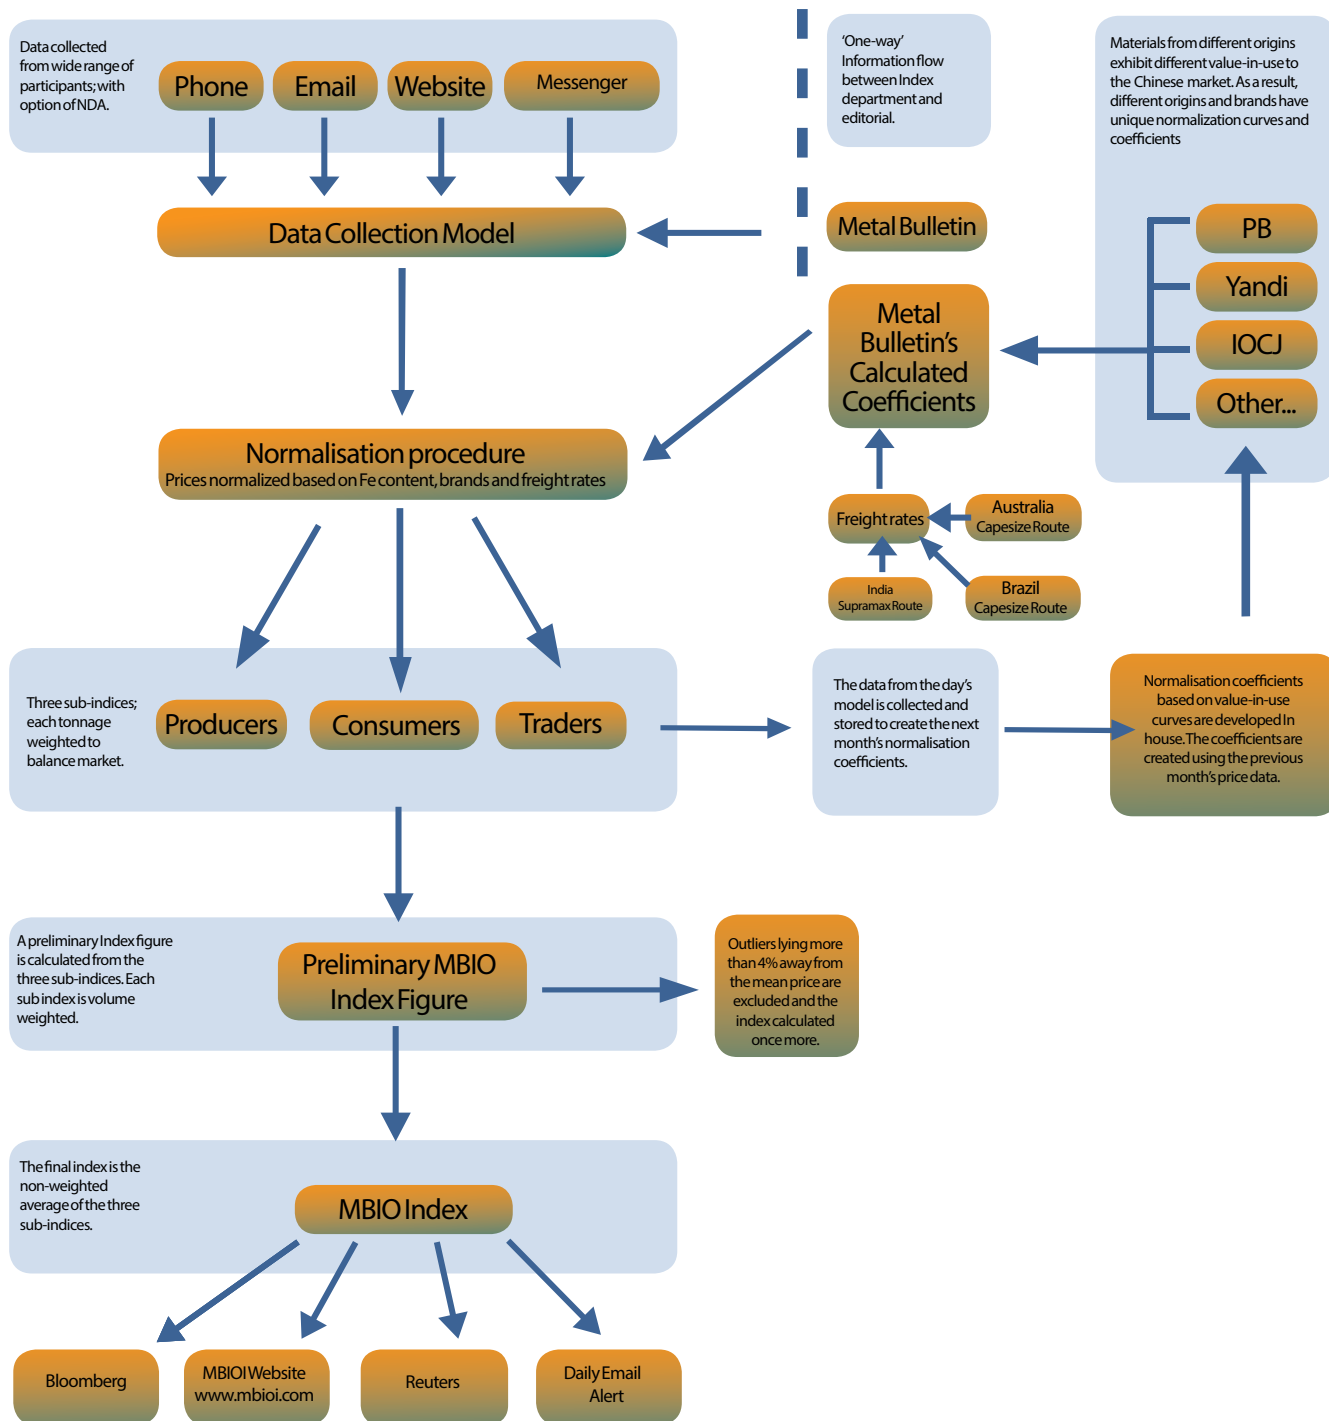 Data collected
from wide range of
participants; with
option of NDA.
Phone
Email
Website
Messenger
‘One-way’
Information flow
between Index
department and
editorial.
Materials from different origins
exhibit different value-in-use to
the Chinese market. As a result,
different origins and brands have
unique normalization curves and
coefficients
Data Collection Model
Metal Bulletin
PB
Yandi
IOCJ
Other...
Metal
Bulletin’s
Calculated
Coefficients
Normalisation procedure
Prices normalized based on Fe content, brands and freight rates
Freight rates
Australia
Capesize Route
India
Supramax Route
Brazil
Capesize Route
Three sub-indices;
each tonnage
weighted to
balance market.
Producers
Consumers
Traders
The data from the day’s
model is collected and
stored to create the next
month’s normalisation
coefficients.
Normalisation coefficients
based on value-in-use
curves are developed In
house. The coefficients are
created using the previous
month’s price data.
A preliminary Index figure
is calculated from the
three sub-indices. Each
sub index is volume
weighted.
Preliminary MBIO
Index Figure
Outliers lying more
than 4% away from
the mean price are
excluded and the
index calculated
once more.
The final index is the
non-weighted
average of the three
sub-indices.
MBIO Index
Bloomberg
MBIOI Website
www.mbioi.com
Reuters
Daily Email
Alert